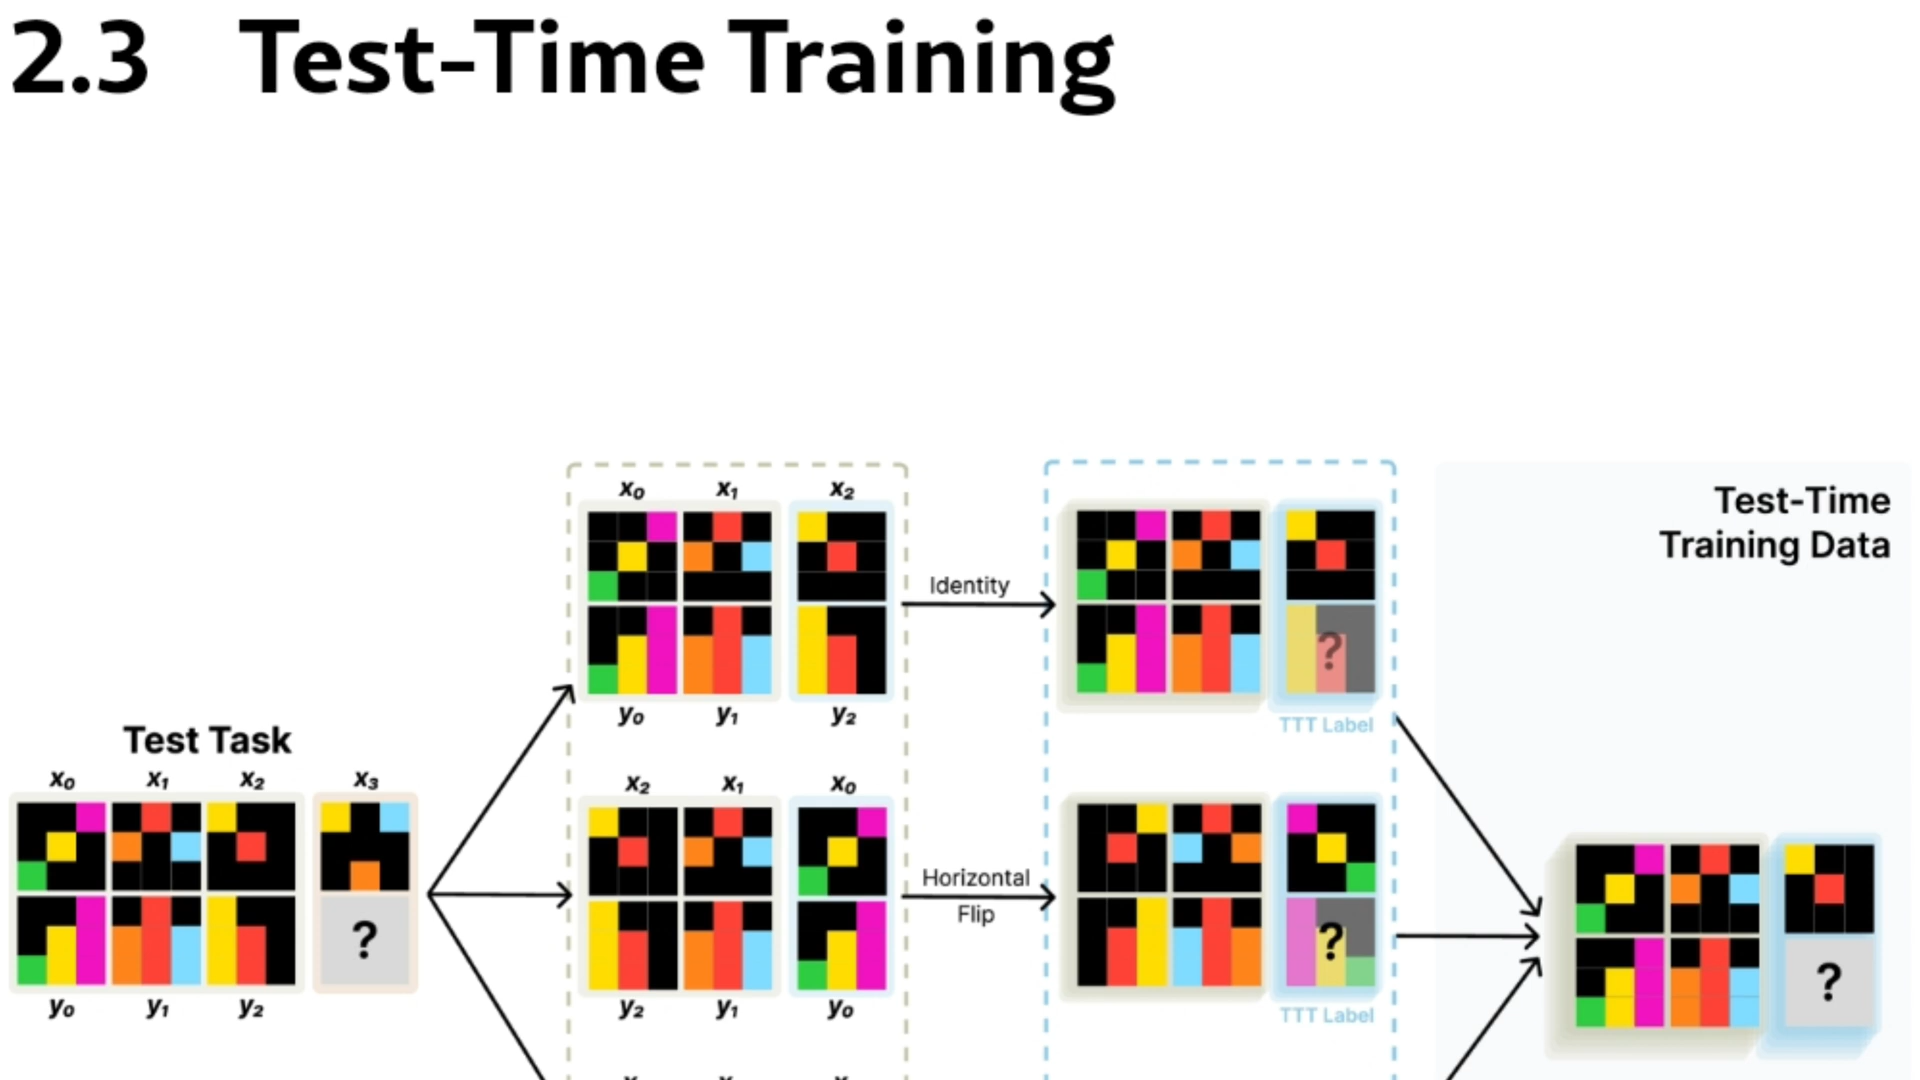 2.3 Test-Time Training
x₀ x₁ x₂
Identity
?
y₀ y₁ y₂
TTT Label
Test-Time
Training Data
Test Task
x₀ x₁ x₂ x₃
?
y₀ y₁ y₂
x₂ x₁ x₀
Horizontal
Flip
?
y₂ y₁ y₀
TTT Label
?